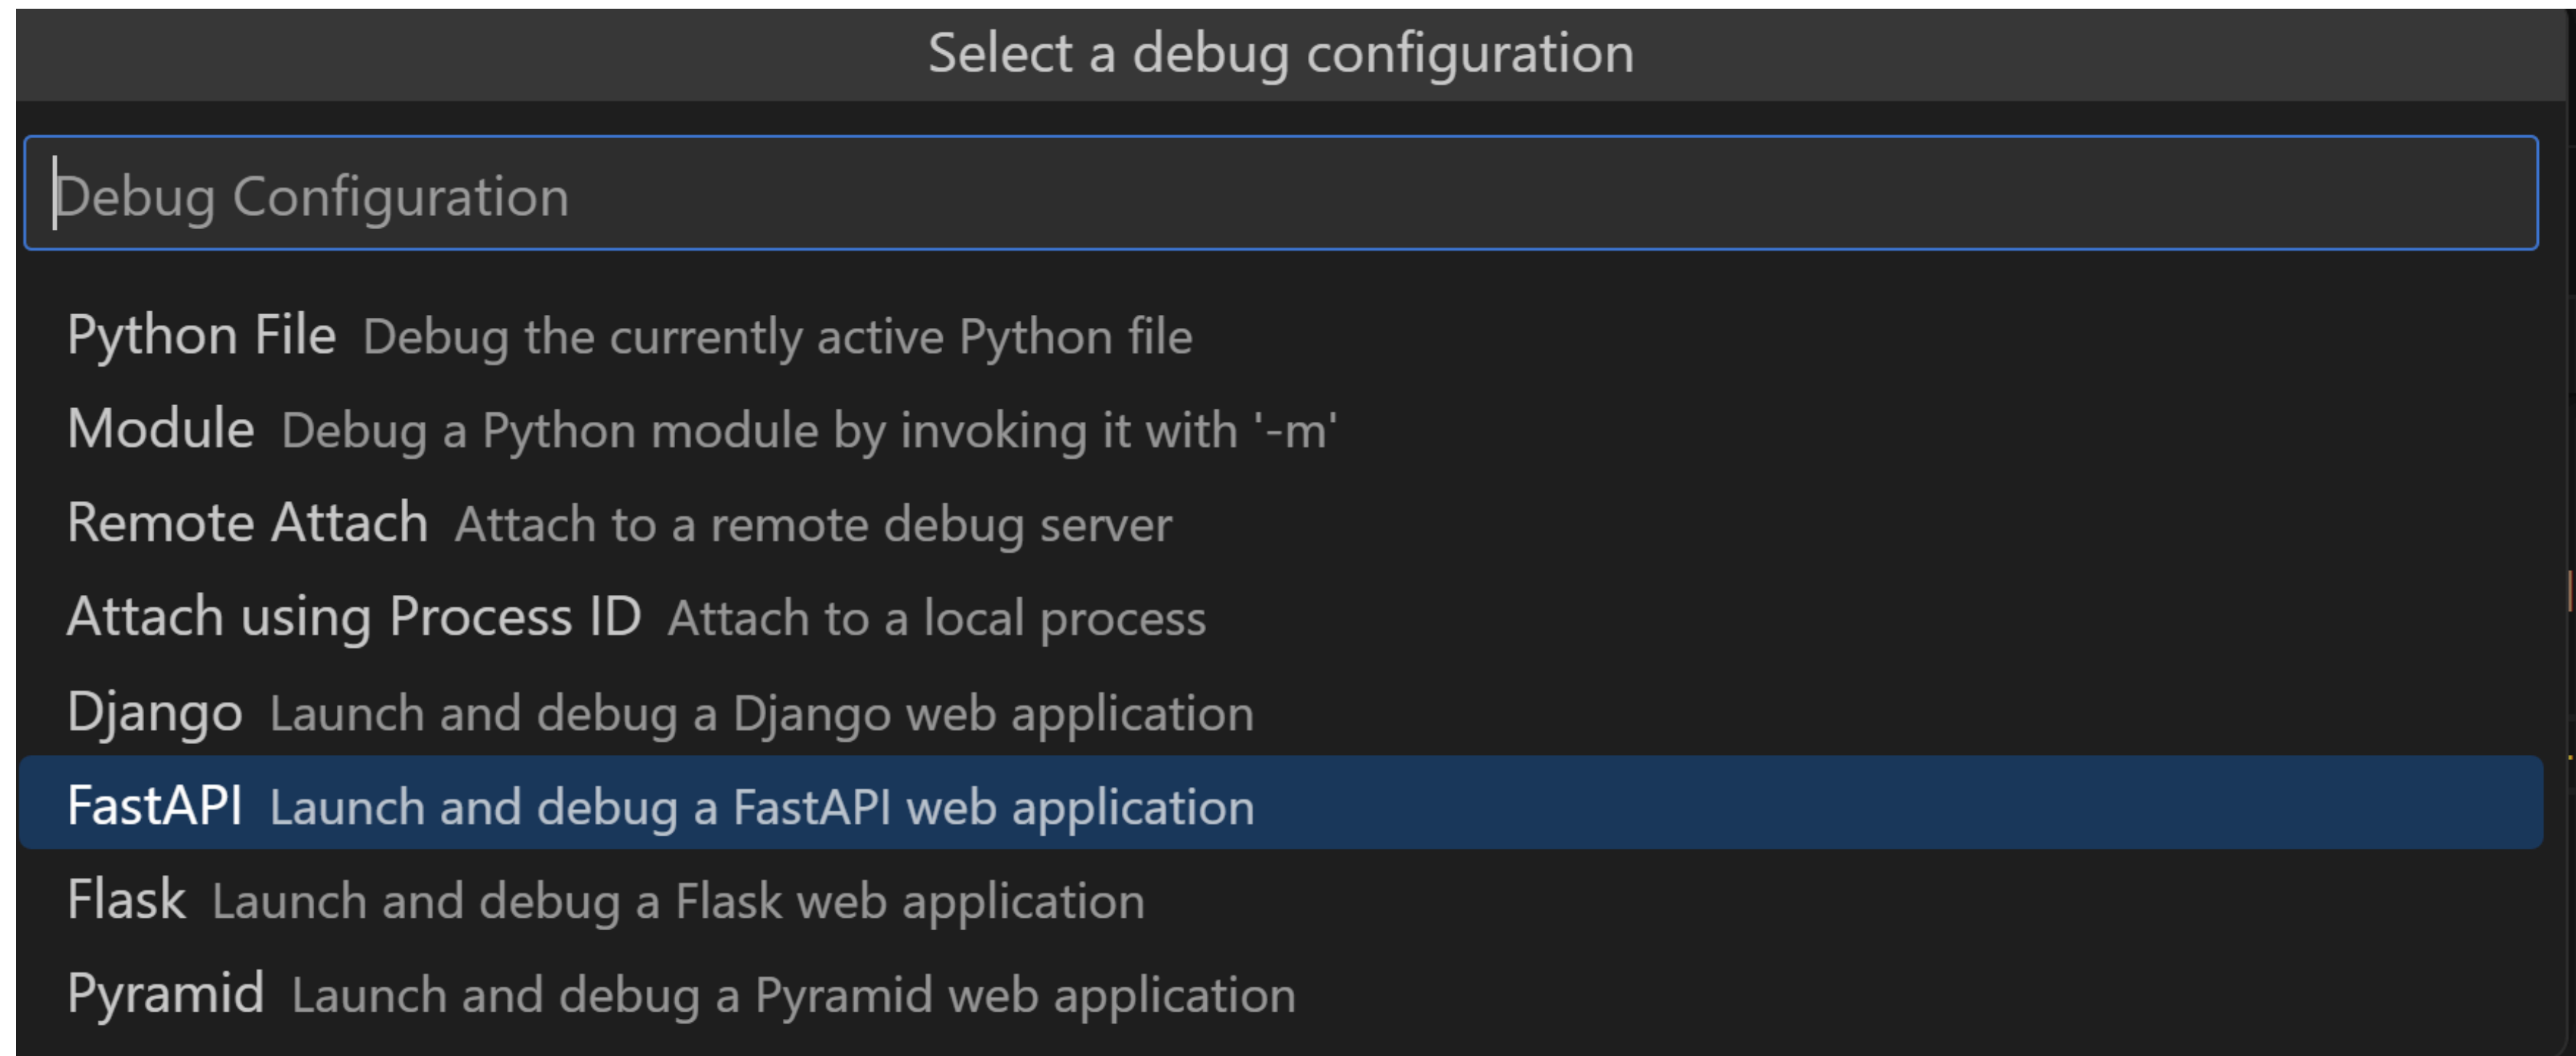 Select a debug configuration
Debug Configuration
Python File Debug the currently active Python file
Module Debug a Python module by invoking it with '-m'
Remote Attach Attach to a remote debug server
Attach using Process ID Attach to a local process
Django Launch and debug a Django web application
FastAPI Launch and debug a FastAPI web application
Flask Launch and debug a Flask web application
Pyramid Launch and debug a Pyramid web application